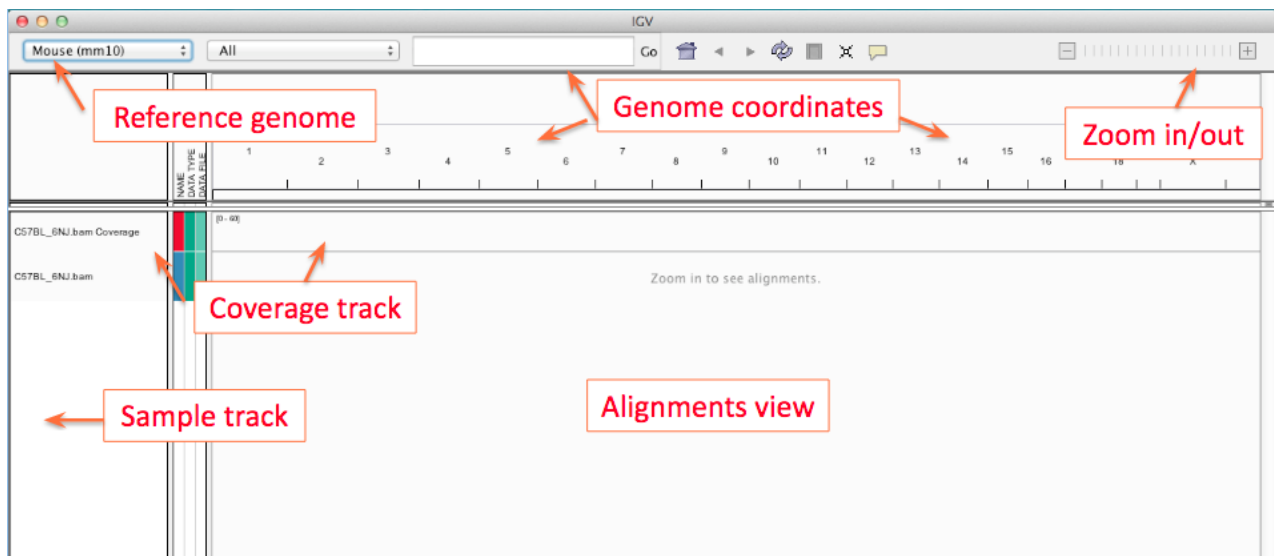 IGV
Mouse (mm10) All Go
Reference genome
Genome coordinates
Zoom in/out
NAME
DATA TYPE
DATA FILE
1 2 3 4 5 6 7 8 9 10 11 12 13 14 15 16 18 X
C57BL_6NJ.bam Coverage
[0 - 60]
C57BL_6NJ.bam
Zoom in to see alignments.
Coverage track
Sample track
Alignments view